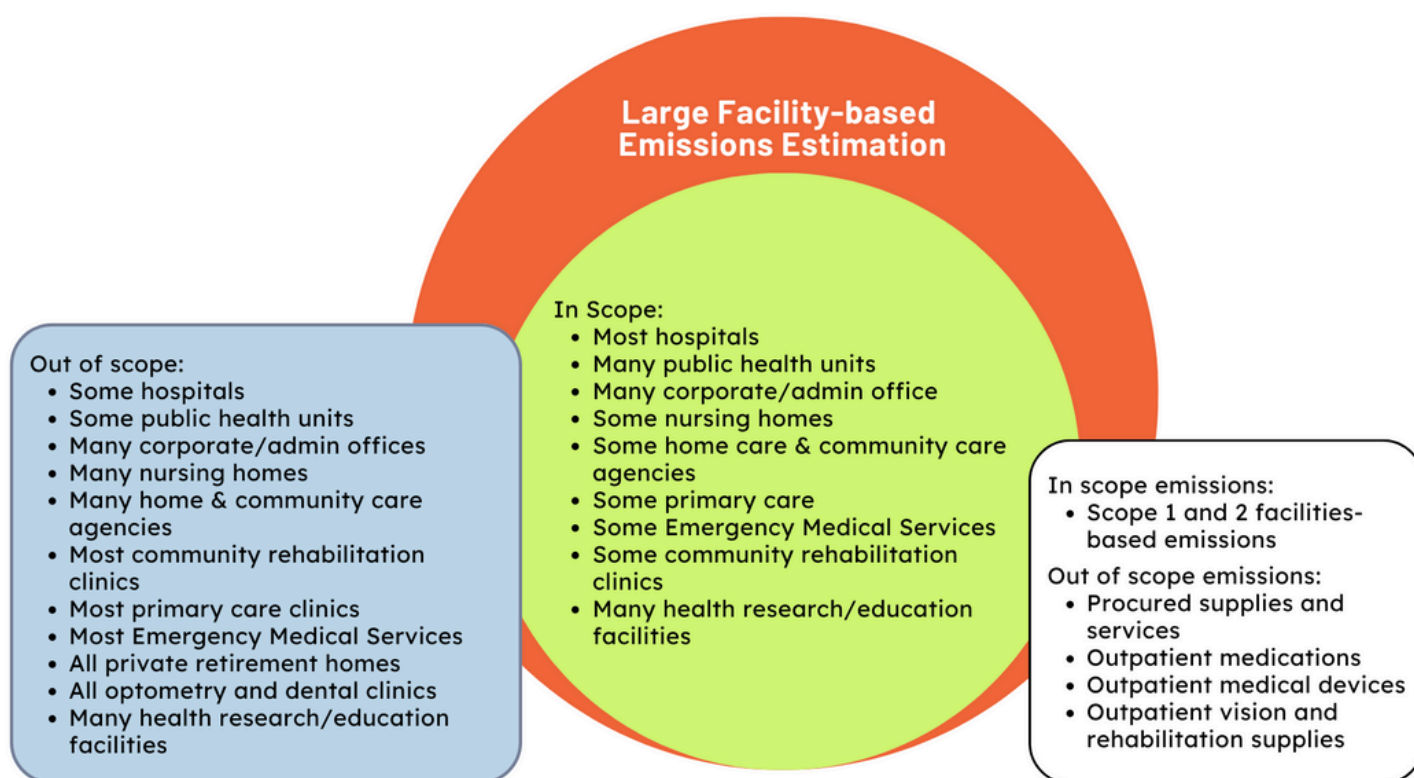 Large Facility-based
Emissions Estimation
Out of scope:
• Some hospitals
• Some public health units
• Many corporate/admin offices
• Many nursing homes
• Many home & community care
agencies
• Most community rehabilitation
clinics
• Most primary care clinics
• Most Emergency Medical Services
• All private retirement homes
• All optometry and dental clinics
• Many health research/education
facilities
In Scope:
• Most hospitals
• Many public health units
• Many corporate/admin office
• Some nursing homes
• Some home care & community care
agencies
• Some primary care
• Some Emergency Medical Services
• Some community rehabilitation
clinics
• Many health research/education
facilities
In scope emissions:
• Scope 1 and 2 facilities-
based emissions
Out of scope emissions:
• Procured supplies and
services
• Outpatient medications
• Outpatient medical devices
• Outpatient vision and
rehabilitation supplies